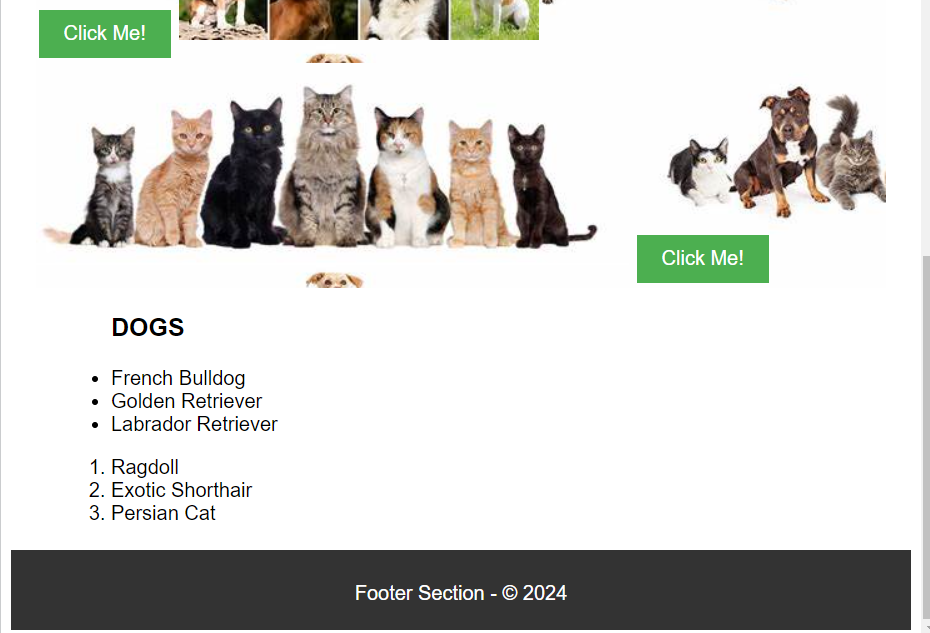 Click Me!
Click Me!
DOGS
• French Bulldog
• Golden Retriever
• Labrador Retriever
1. Ragdoll
2. Exotic Shorthair
3. Persian Cat
Footer Section - © 2024